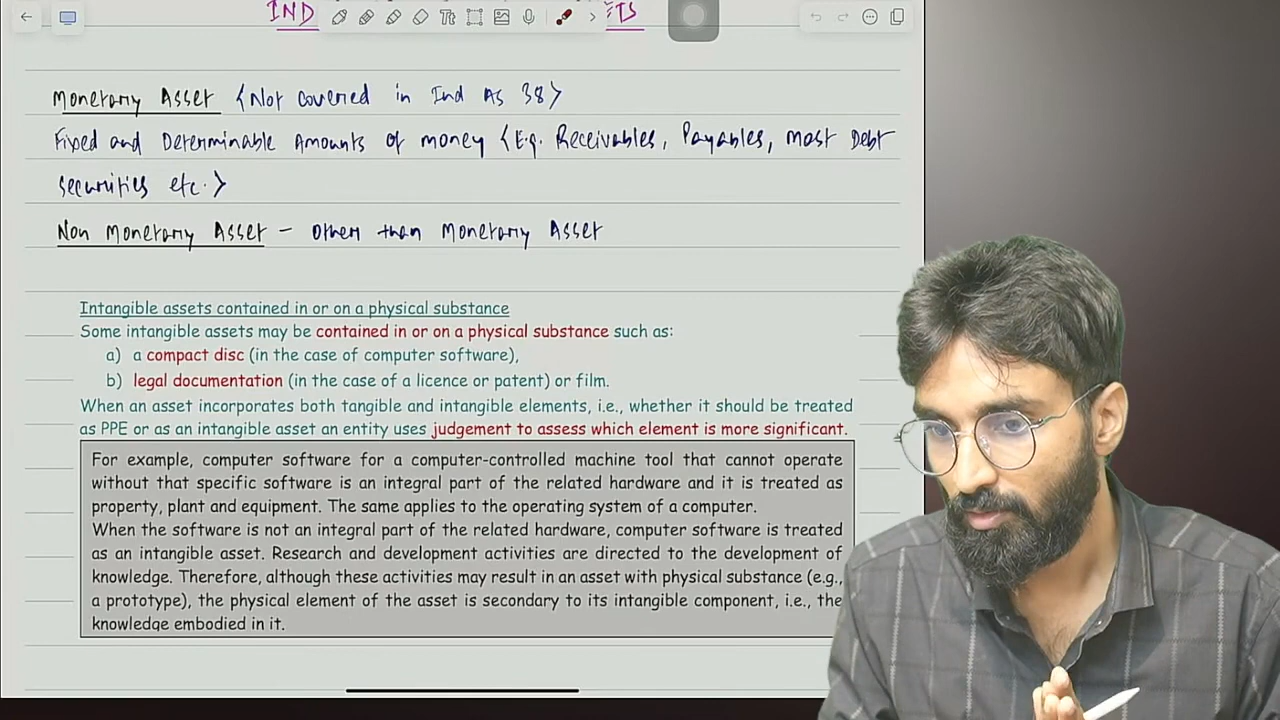 IND
Monetary Asset {Not covered in Ind AS 38}
Fixed and Determinable Amounts of money {E.g. Receivables, Payables, most Debt
securities etc.}
Non Monetary Asset - other than Monetary Asset
Intangible assets contained in or on a physical substance
Some intangible assets may be contained in or on a physical substance such as:
a) a compact disc (in the case of computer software),
b) legal documentation (in the case of a licence or patent) or film.
When an asset incorporates both tangible and intangible elements, i.e., whether it should be treated
as PPE or as an intangible asset an entity uses judgement to assess which element is more significant.
For example, computer software for a computer-controlled machine tool that cannot operate
without that specific software is an integral part of the related hardware and it is treated as
property, plant and equipment. The same applies to the operating system of a computer.
When the software is not an integral part of the related hardware, computer software is treated
as an intangible asset. Research and development activities are directed to the development of
knowledge. Therefore, although these activities may result in an asset with physical substance (e.g.,
a prototype), the physical element of the asset is secondary to its intangible component, i.e., the
knowledge embodied in it.